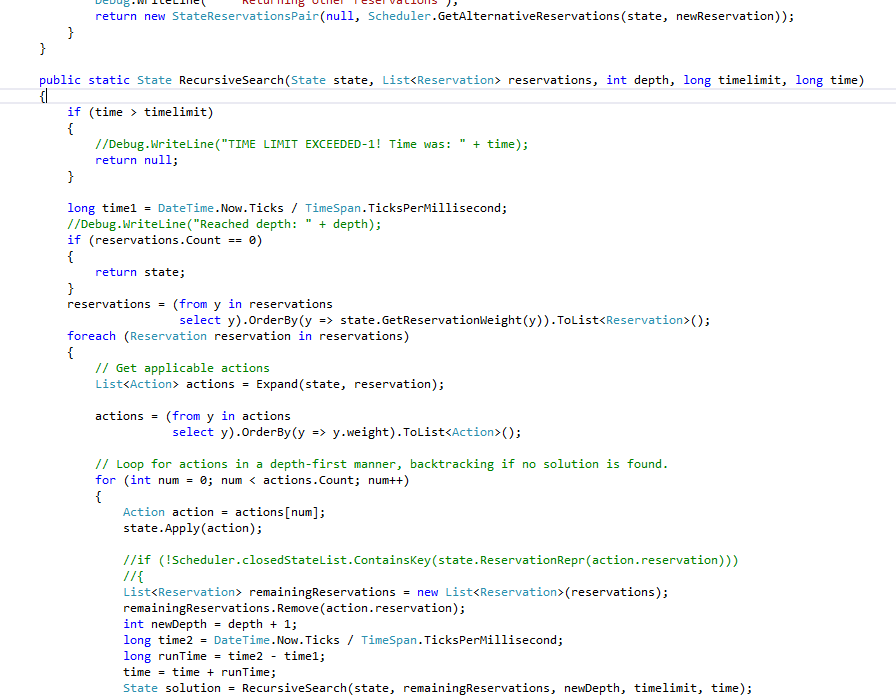 Debug.WriteLine("    Returning other reservations");
return new StateReservationsPair(null, Scheduler.GetAlternativeReservations(state, newReservation));
}
}
public static State RecursiveSearch(State state, List<Reservation> reservations, int depth, long timelimit, long time)
{
if (time > timelimit)
{
//Debug.WriteLine("TIME LIMIT EXCEEDED-1! Time was: " + time);
return null;
}
long time1 = DateTime.Now.Ticks / TimeSpan.TicksPerMillisecond;
//Debug.WriteLine("Reached depth: " + depth);
if (reservations.Count == 0)
{
return state;
}
reservations = (from y in reservations
select y).OrderBy(y => state.GetReservationWeight(y)).ToList<Reservation>();
foreach (Reservation reservation in reservations)
{
// Get applicable actions
List<Action> actions = Expand(state, reservation);
actions = (from y in actions
select y).OrderBy(y => y.weight).ToList<Action>();
// Loop for actions in a depth-first manner, backtracking if no solution is found.
for (int num = 0; num < actions.Count; num++)
{
Action action = actions[num];
state.Apply(action);
//if (!Scheduler.closedStateList.ContainsKey(state.ReservationRepr(action.reservation)))
//{
List<Reservation> remainingReservations = new List<Reservation>(reservations);
remainingReservations.Remove(action.reservation);
int newDepth = depth + 1;
long time2 = DateTime.Now.Ticks / TimeSpan.TicksPerMillisecond;
long runTime = time2 - time1;
time = time + runTime;
State solution = RecursiveSearch(state, remainingReservations, newDepth, timelimit, time);